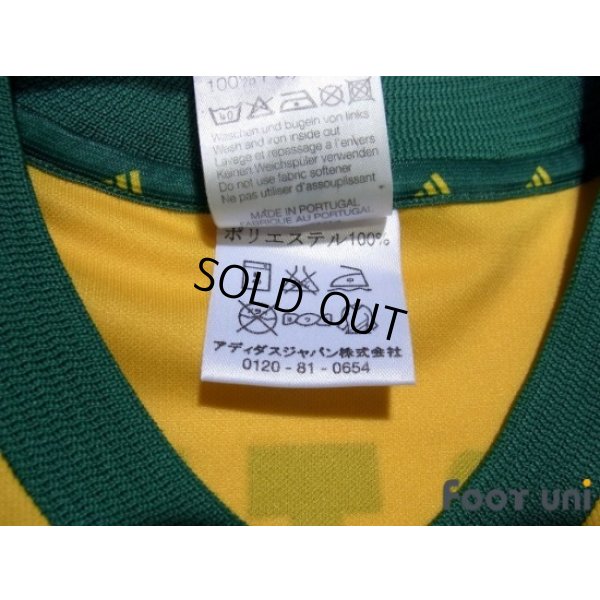 100%
Waschen und bügeln von links
Wash and iron inside out
Lavage et repassage à l'envers
Keinen Weichspüler verwenden
Do not use fabric softener
Ne pas utiliser d'assouplissant
MADE IN PORTUGAL
FABRIQUÉ AU PORTUGAL
ポリエステル100%
SOLD OUT
アディダスジャパン株式会社
0120-81-0654
Foot uni